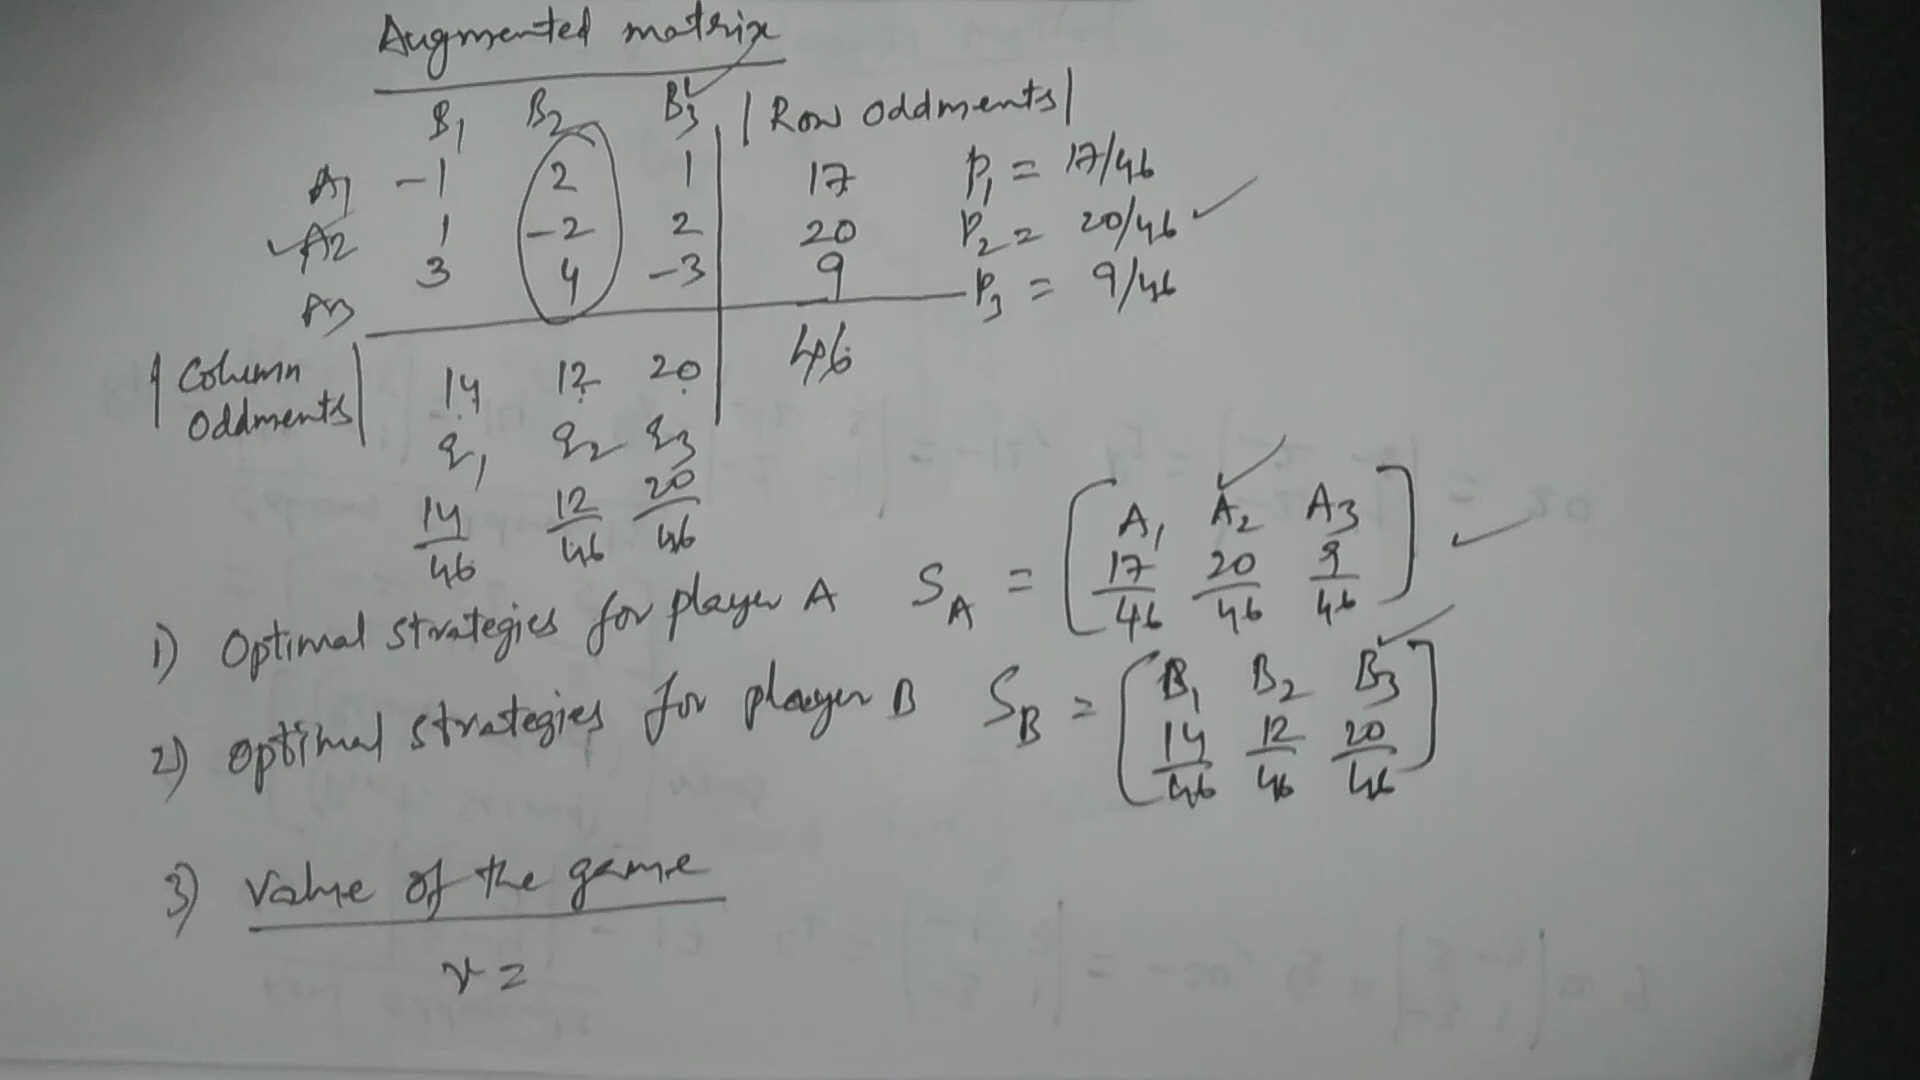 Augmented matrix
B1 B2 B3 |Row oddments|
A1 -1 2 1 17 P1 = 17/46
A2 1 -2 2 20 P2 = 20/46
A3 3 4 -3 9 P3 = 9/46
|Column oddments| 14 12 20 46
q1 q2 q3
14/46 12/46 20/46
1) Optimal strategies for player A SA = [A1 A2 A3
17/46 20/46 9/46]
2) optimal strategies for player B SB = [B1 B2 B3
14/46 12/46 20/46]
3) Value of the game
v =